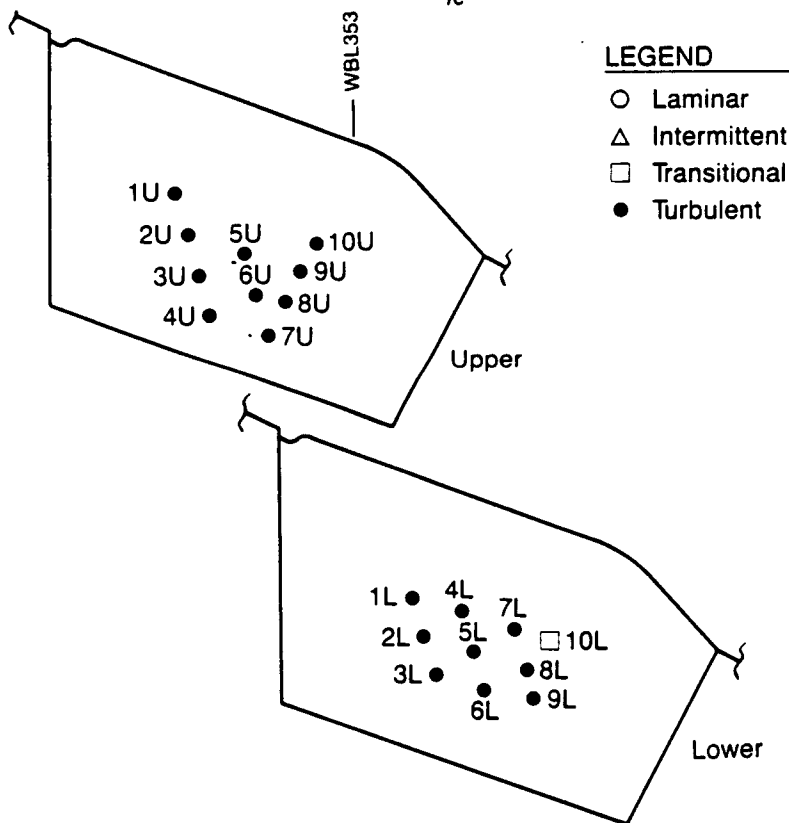 /c
WBL353
LEGEND
Laminar
Intermittent
Transitional
Turbulent
1U
2U 5U 10U
3U 6U 9U
4U 8U
7U
Upper
1L 4L 7L
2L 5L 10L
3L 8L
6L 9L
Lower